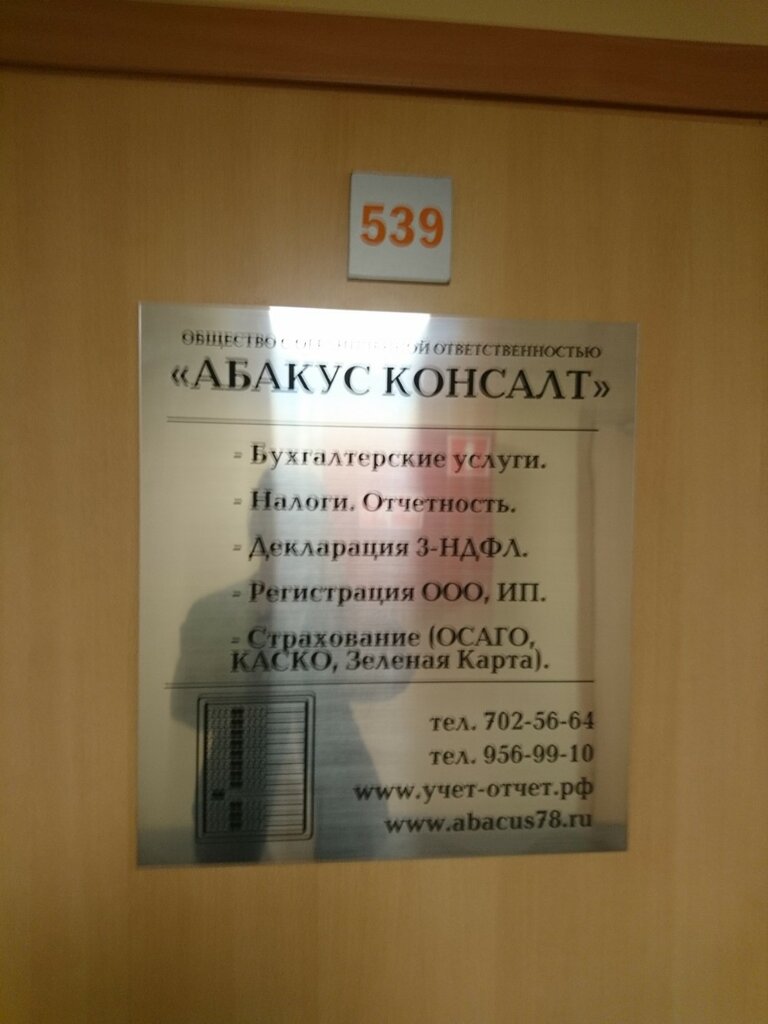 539
ОБЩЕСТВО С ОГРАНИЧЕННОЙ ОТВЕТСТВЕННОСТЬЮ
«АБАКУС КОНСАЛТ»
- Бухгалтерские услуги.
- Налоги. Отчетность.
- Декларация 3-НДФЛ.
- Регистрация ООО, ИП.
- Страхование (ОСАГО,
КАСКО, Зеленая Карта).
тел. 702-56-64
тел. 956-99-10
www.учет-отчет.рф
www.abacus78.ru